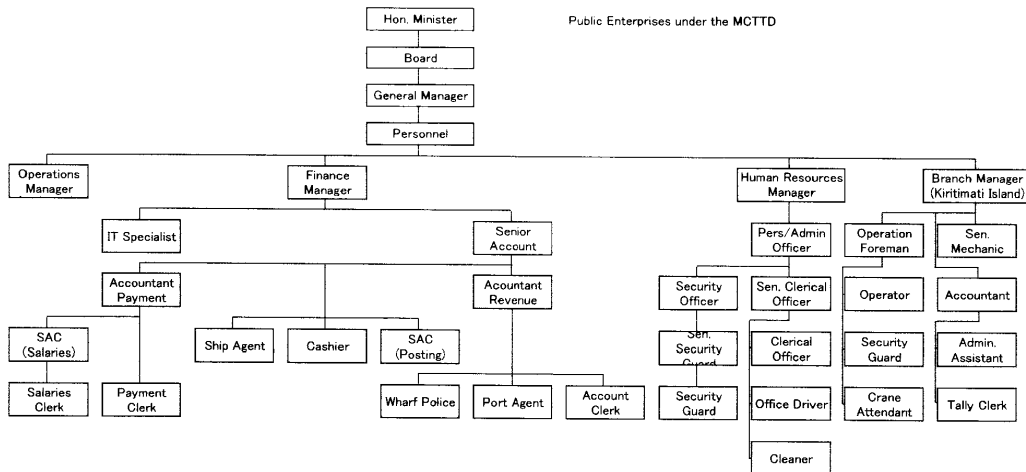 Hon. Minister
Public Enterprises under the MCTTD
Board
General Manager
Personnel
Operations
Manager
Finance
Manager
Human Resources
Manager
Branch Manager
(Kiritimati Island)
IT Specialist
Senior
Account
Pers/Admin
Officer
Operation
Foreman
Sen.
Mechanic
Accountant
Payment
Accountant
Revenue
Security
Officer
Sen. Clerical
Officer
Operator
Accountant
SAC
(Salaries)
Ship Agent
Cashier
SAC
(Posting)
Sen.
Security
Guard
Clerical
Officer
Security
Guard
Admin.
Assistant
Salaries
Clerk
Payment
Clerk
Wharf Police
Port Agent
Account
Clerk
Security
Guard
Office Driver
Crane
Attendant
Tally Clerk
Cleaner